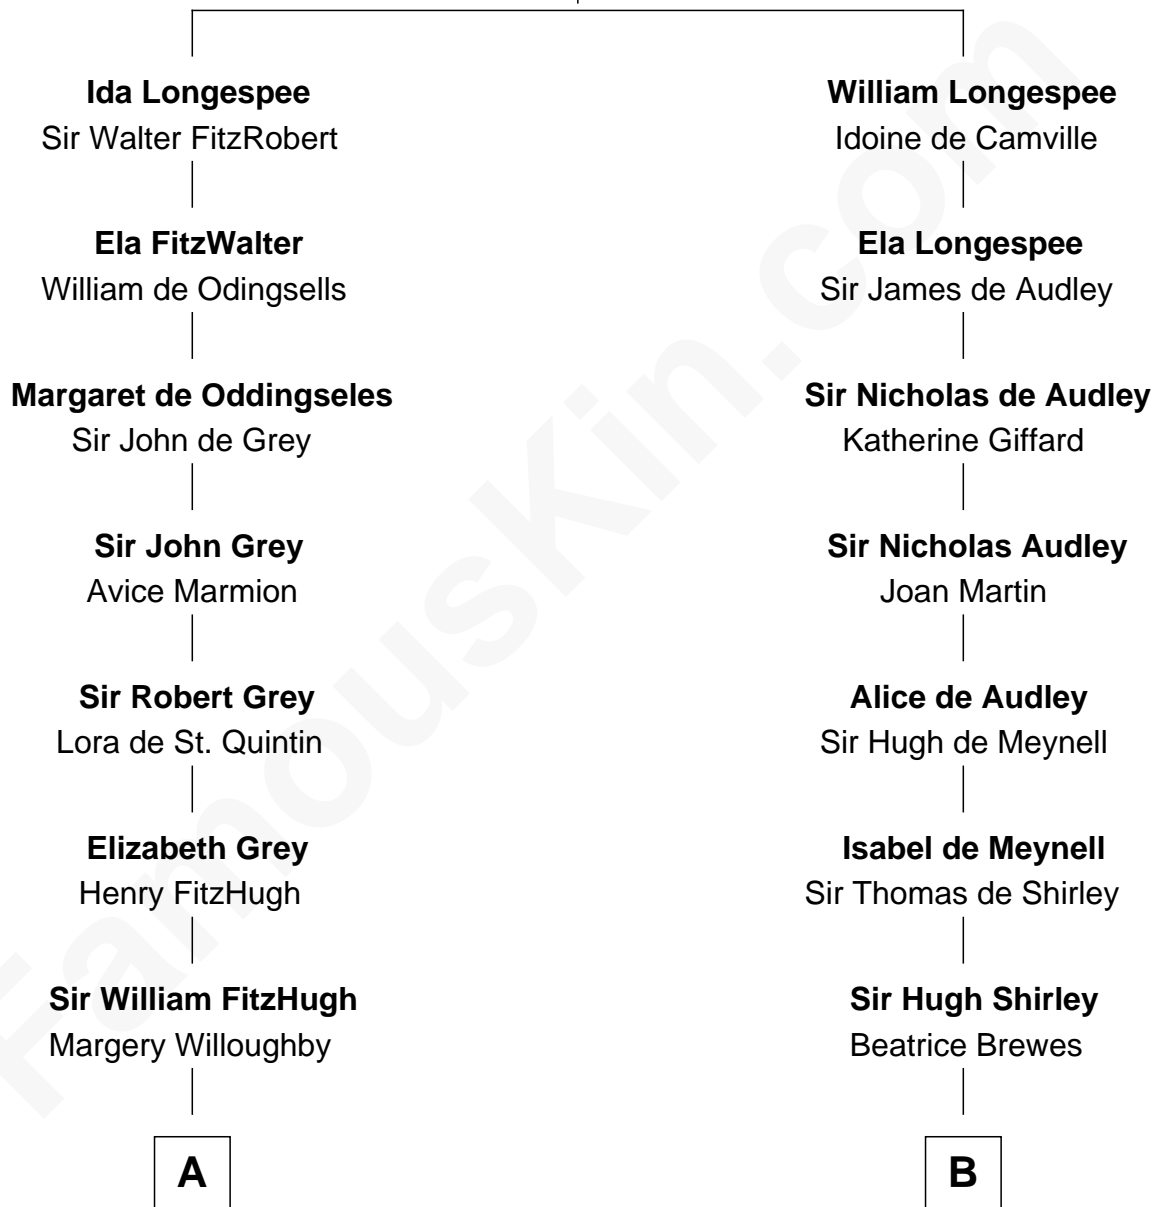 Ida Longespee
Sir Walter FitzRobert
Ela FitzWalter
William de Odingsells
Margaret de Oddingseles
Sir John de Grey
Sir John Grey
Avice Marmion
Sir Robert Grey
Lora de St. Quintin
Elizabeth Grey
Henry FitzHugh
Sir William FitzHugh
Margery Willoughby
A
William Longespee
Idoine de Camville
Ela Longespee
Sir James de Audley
Sir Nicholas de Audley
Katherine Giffard
Sir Nicholas Audley
Joan Martin
Alice de Audley
Sir Hugh de Meynell
Isabel de Meynell
Sir Thomas de Shirley
Sir Hugh Shirley
Beatrice Brewes
B
FamousKin.com